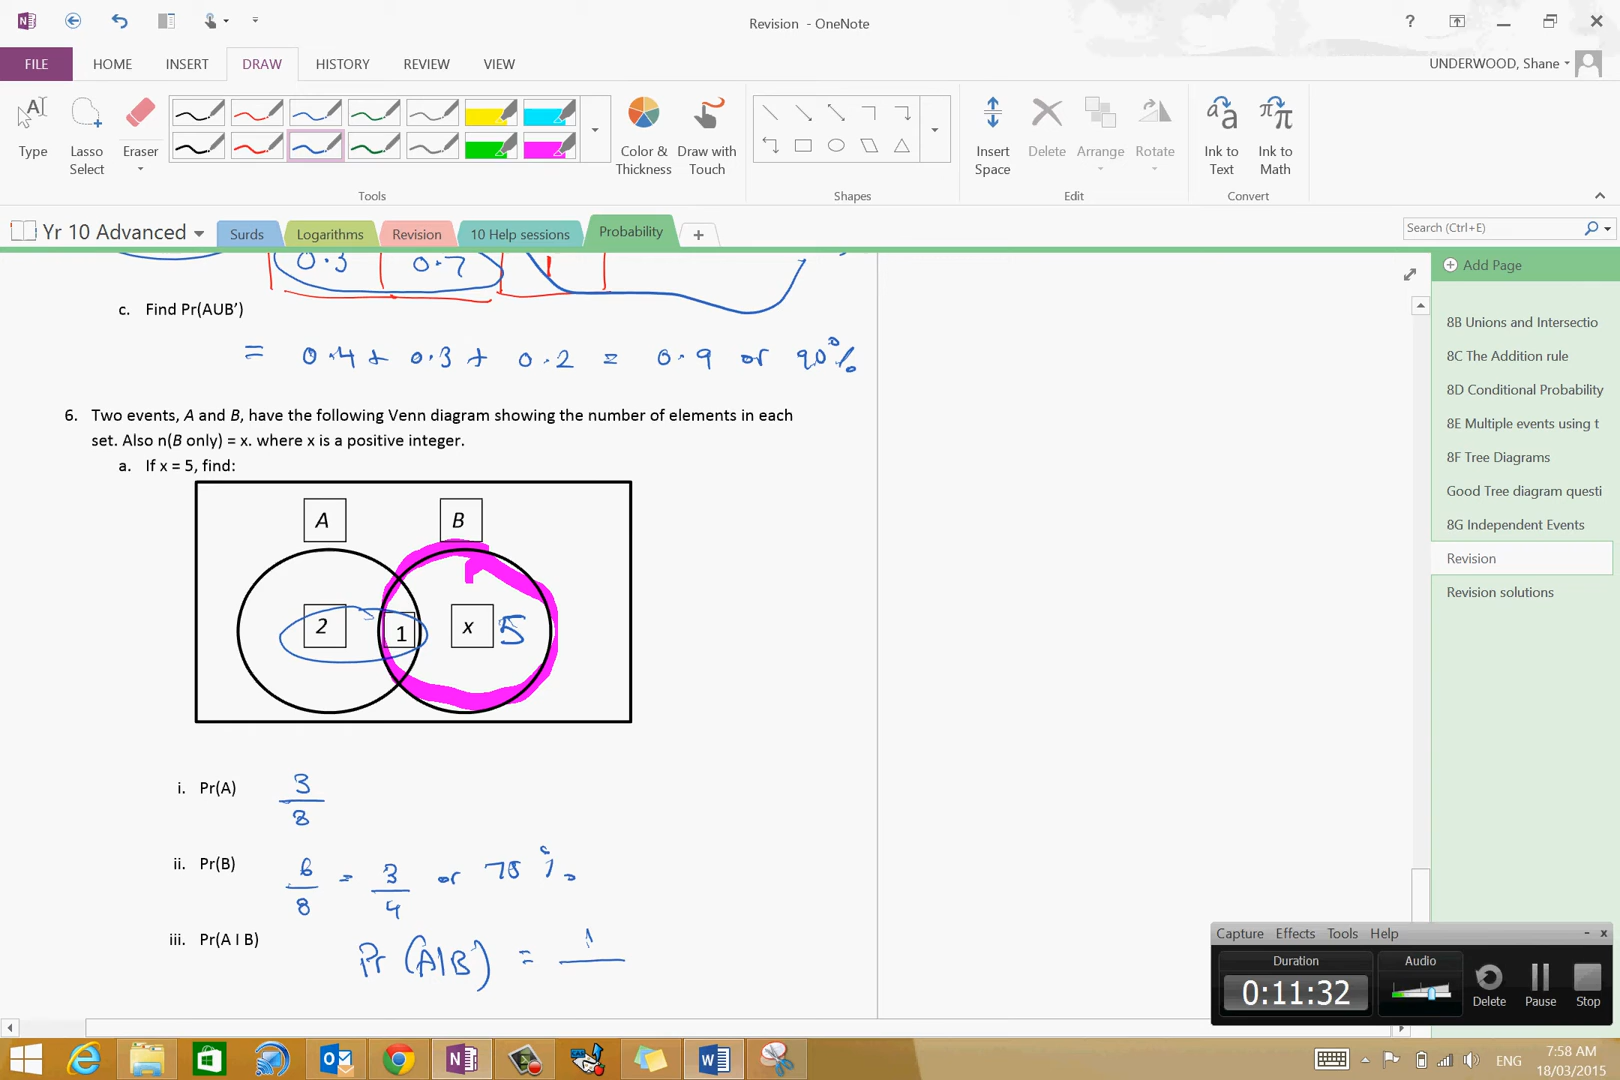 Revision - OneNote
?
FILE HOME INSERT DRAW HISTORY REVIEW VIEW
UNDERWOOD, Shane
Type
Lasso Select
Eraser
Color & Thickness
Draw with Touch
Insert Space
Delete
Arrange
Rotate
Ink to Text
Ink to Math
Tools
Shapes
Edit
Convert
Yr 10 Advanced
Surds
Logarithms
Revision
10 Help sessions
Probability
+
Search (Ctrl+E)
Add Page
8B Unions and Intersectio
8C The Addition rule
8D Conditional Probability
8E Multiple events using t
8F Tree Diagrams
Good Tree diagram questi
8G Independent Events
Revision
Revision solutions
0.3 0.7 1
c. Find Pr(AUB')
= 0.4 + 0.3 + 0.2 = 0.9 or 90%
6. Two events, A and B, have the following Venn diagram showing the number of elements in each
set. Also n(B only) = x. where x is a positive integer.
a. If x = 5, find:
A B
2 1 x 5
i. Pr(A) 3/8
ii. Pr(B) 6/8 = 3/4 or 75%
iii. Pr(A I B) Pr (A|B) = 1
Capture Effects Tools Help
Duration
0:11:32
Audio
Delete
Pause
Stop
ENG
7:58 AM
18/03/2015